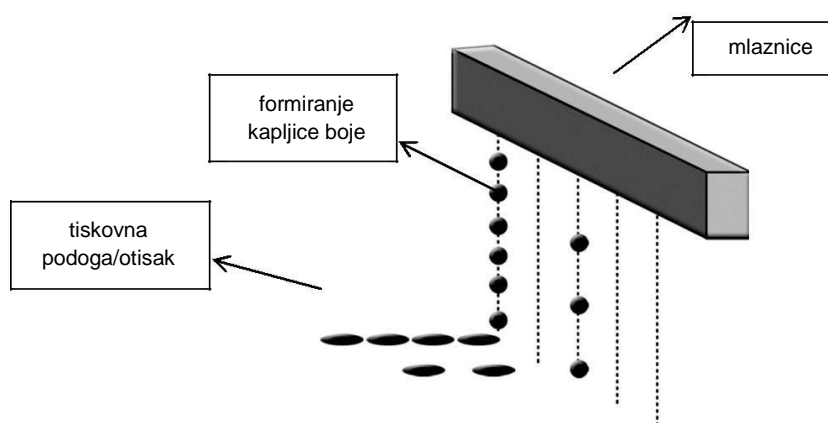 mlaznice
formiranje
kapljice boje
tiskovna
podoga/otisak